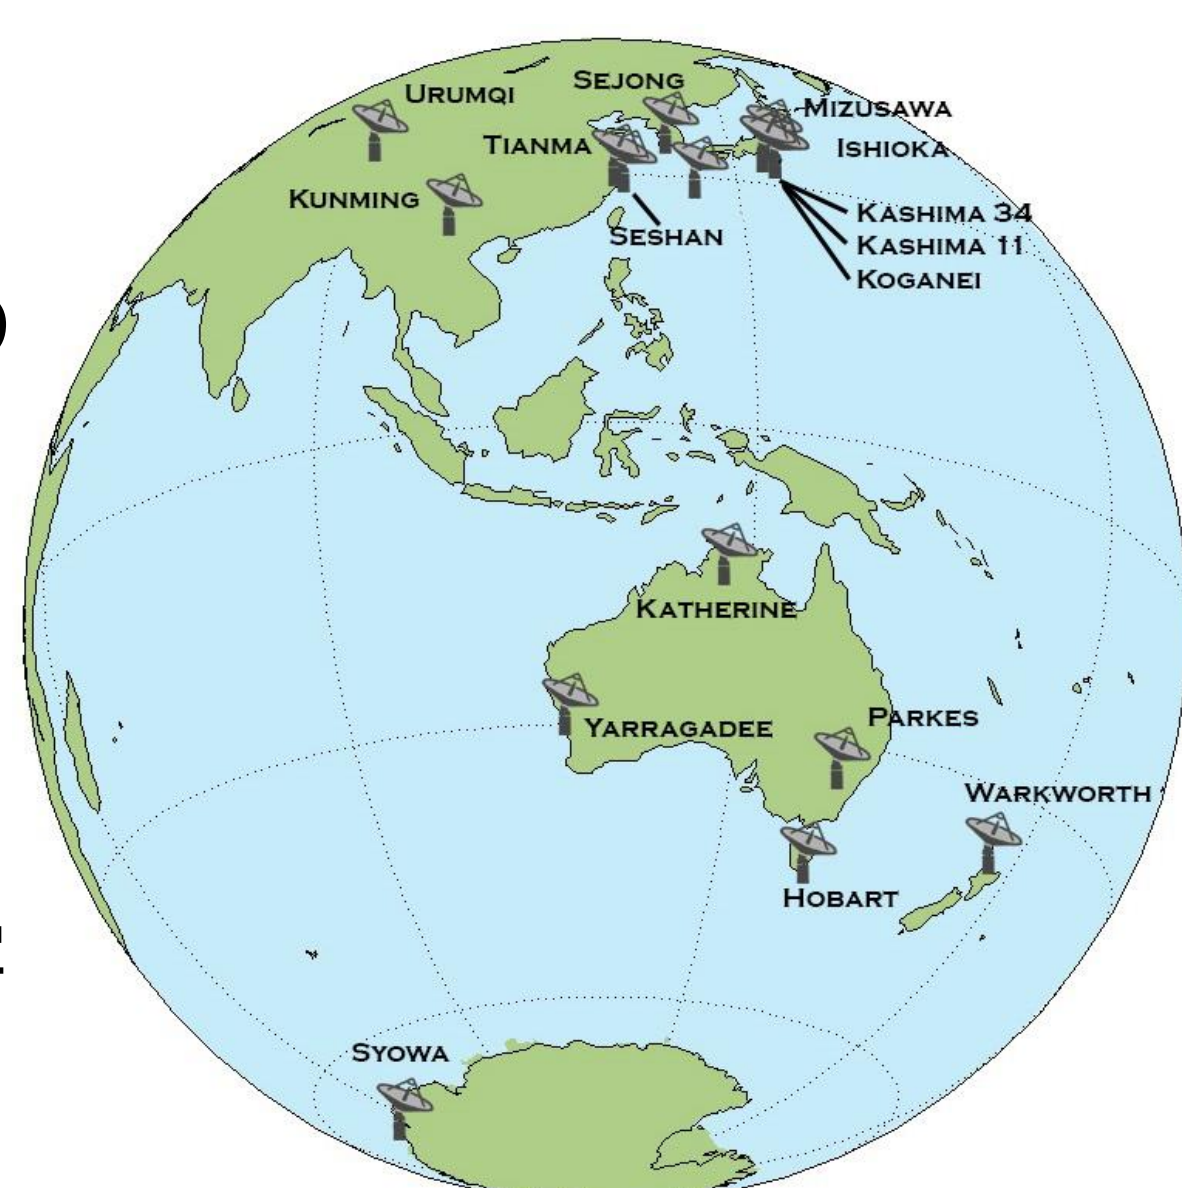 Urumqi
Sejong
Mizusawa
Tianma
Ishioka
Kunming
Kashima 34
Seshan
Kashima 11
Koganei
Katherine
Parkes
Yarragadee
Warkworth
Hobart
Syowa